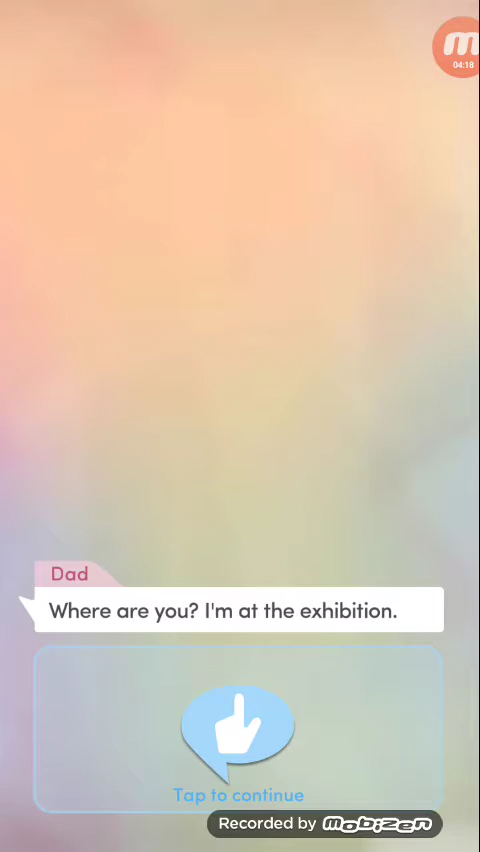 m
04:18
Dad
Where are you? I'm at the exhibition.
Tap to continue
Recorded by mobizen